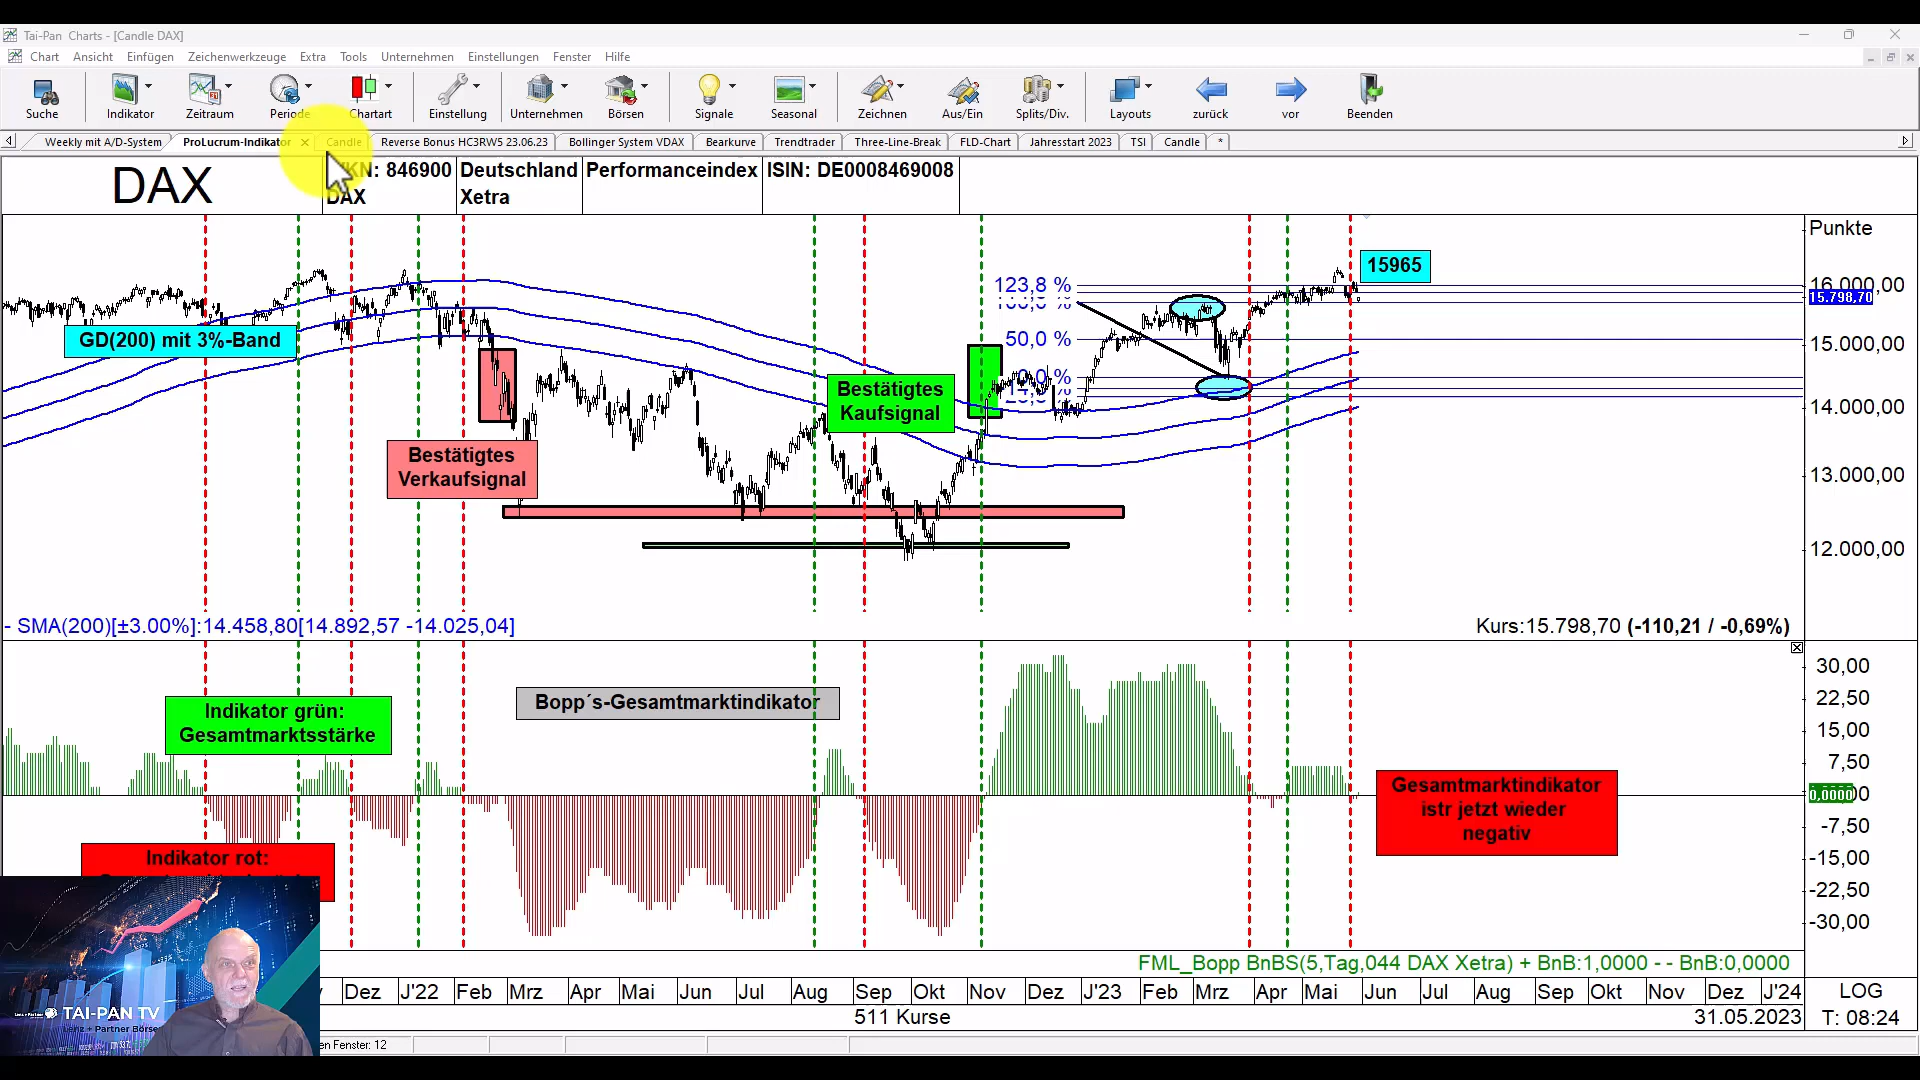 Tai-Pan Charts - [Candle DAX]
Chart Ansicht Einfügen Zeichenwerkzeuge Extra Tools Unternehmen Einstellungen Fenster Hilfe
Suche Indikator Zeitraum Periode Chartart Einstellung Unternehmen Börsen Signale Seasonal Zeichnen Aus/Ein Splits/Div. Layouts zurück vor Beenden
Weekly mit A/D-System ProLucrum-Indikator Candle Reverse Bonus HC3RW5 23.06.23 Bollinger System VDAX Bearkurve Trendtrader Three-Line-Break FLD-Chart Jahresstart 2023 TSI Candle *
DAX
KN: 846900
DAX
Deutschland
Xetra
Performanceindex
ISIN: DE0008469008
Punkte
15965
123,8 %
16.000,00
15.798,70
GD(200) mit 3%-Band
50,0 %
15.000,00
0,0 %
Bestätigtes
Kaufsignal
14.000,00
Bestätigtes
Verkaufsignal
13.000,00
12.000,00
- SMA(200)[±3.00%]:14.458,80[14.892,57 -14.025,04]
Kurs:15.798,70 (-110,21 / -0,69%)
30,00
22,50
15,00
7,50
0,0000
-7,50
-15,00
-22,50
-30,00
Indikator grün:
Gesamtmarktsstärke
Bopp´s-Gesamtmarktindikator
Gesamtmarktindikator
istr jetzt wieder
negativ
Indikator rot:
FML_Bopp BnBS(5,Tag,044 DAX Xetra) + BnB:1,0000 - - BnB:0,0000
Dez J'22 Feb Mrz Apr Mai Jun Jul Aug Sep Okt Nov Dez J'23 Feb Mrz Apr Mai Jun Jul Aug Sep Okt Nov Dez J'24 LOG
511 Kurse 31.05.2023 T: 08:24
TAI-PAN TV
Lenz + Partner Börse
en Fenster: 12